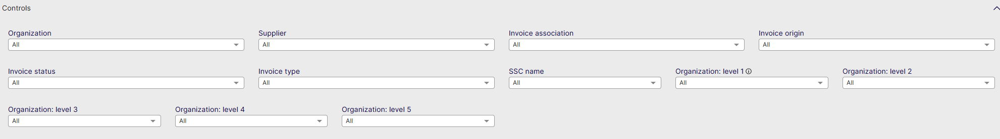 Controls
Organization Supplier Invoice association Invoice origin
All All All All
Invoice status Invoice type SSC name Organization: level 1 Organization: level 2
All All All All All
Organization: level 3 Organization: level 4 Organization: level 5
All All All